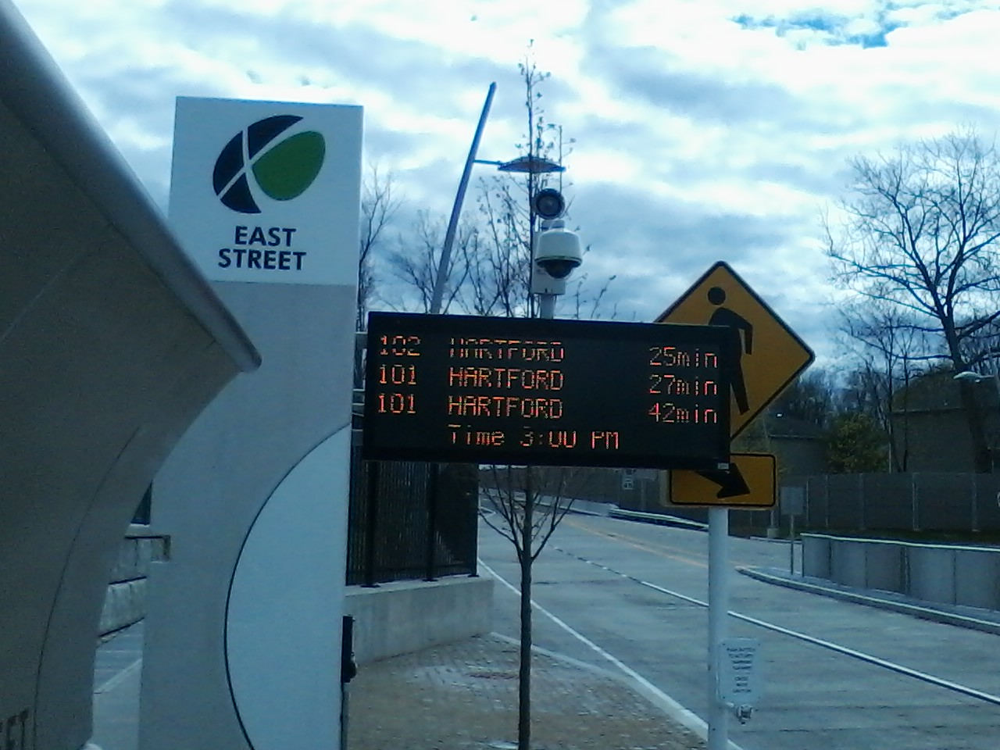 EAST
STREET
102 HARTFORD 25min
101 HARTFORD 27min
101 HARTFORD 42min
Time 3:00 PM